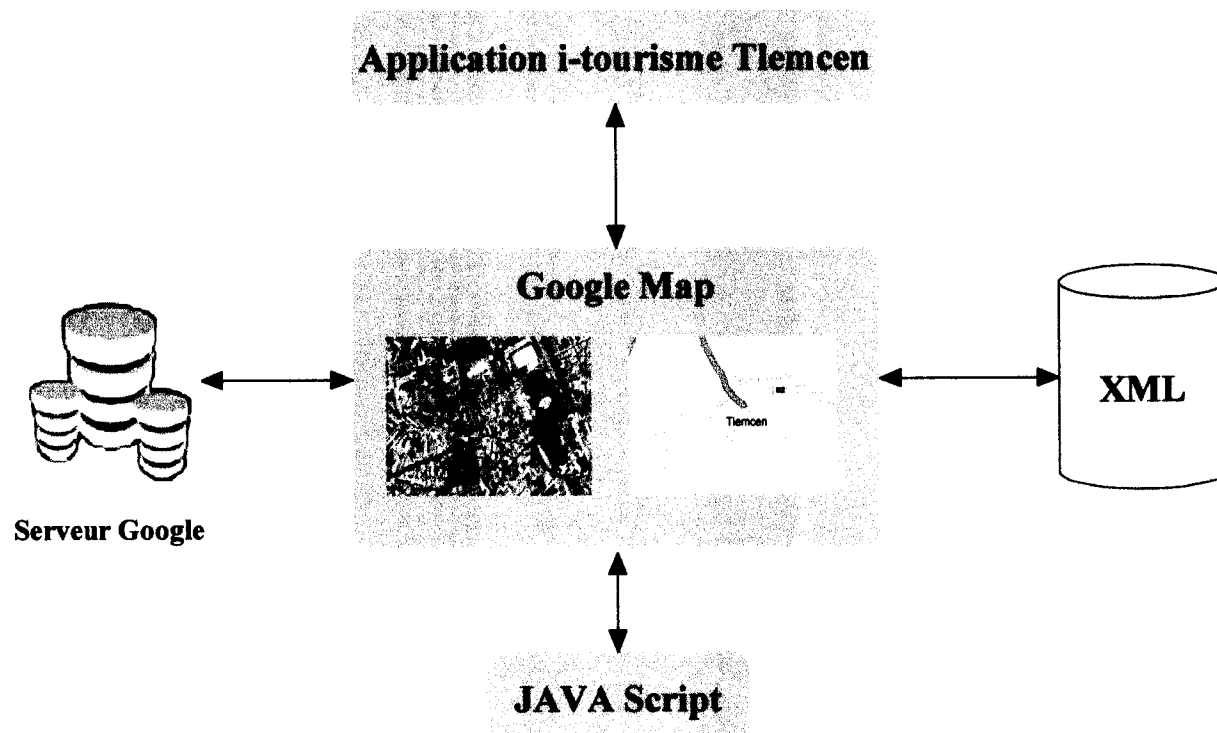 Application i-tourisme Tlemcen
Google Map
Tlemcen
XML
Serveur Google
JAVA Script